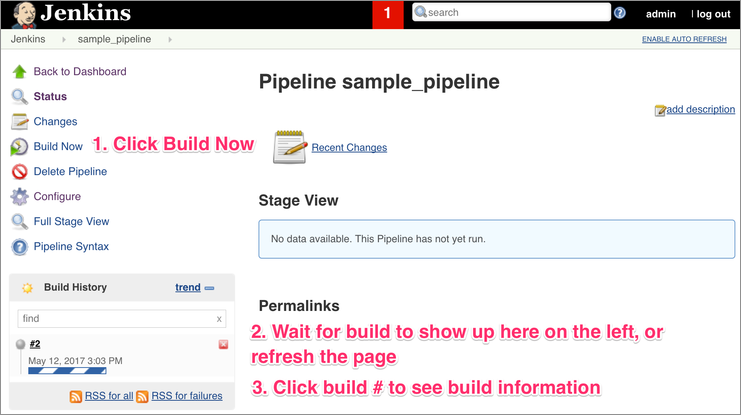 Jenkins
1
search
?
admin
| log out
Jenkins
sample_pipeline
ENABLE AUTO REFRESH
Back to Dashboard
Status
Changes
Build Now
Delete Pipeline
Configure
Full Stage View
Pipeline Syntax
1. Click Build Now
Pipeline sample_pipeline
add description
Recent Changes
Stage View
No data available. This Pipeline has not yet run.
Permalinks
Build History
trend
find
x
#2
May 12, 2017 3:03 PM
RSS for all
RSS for failures
2. Wait for build to show up here on the left, or
refresh the page
3. Click build # to see build information